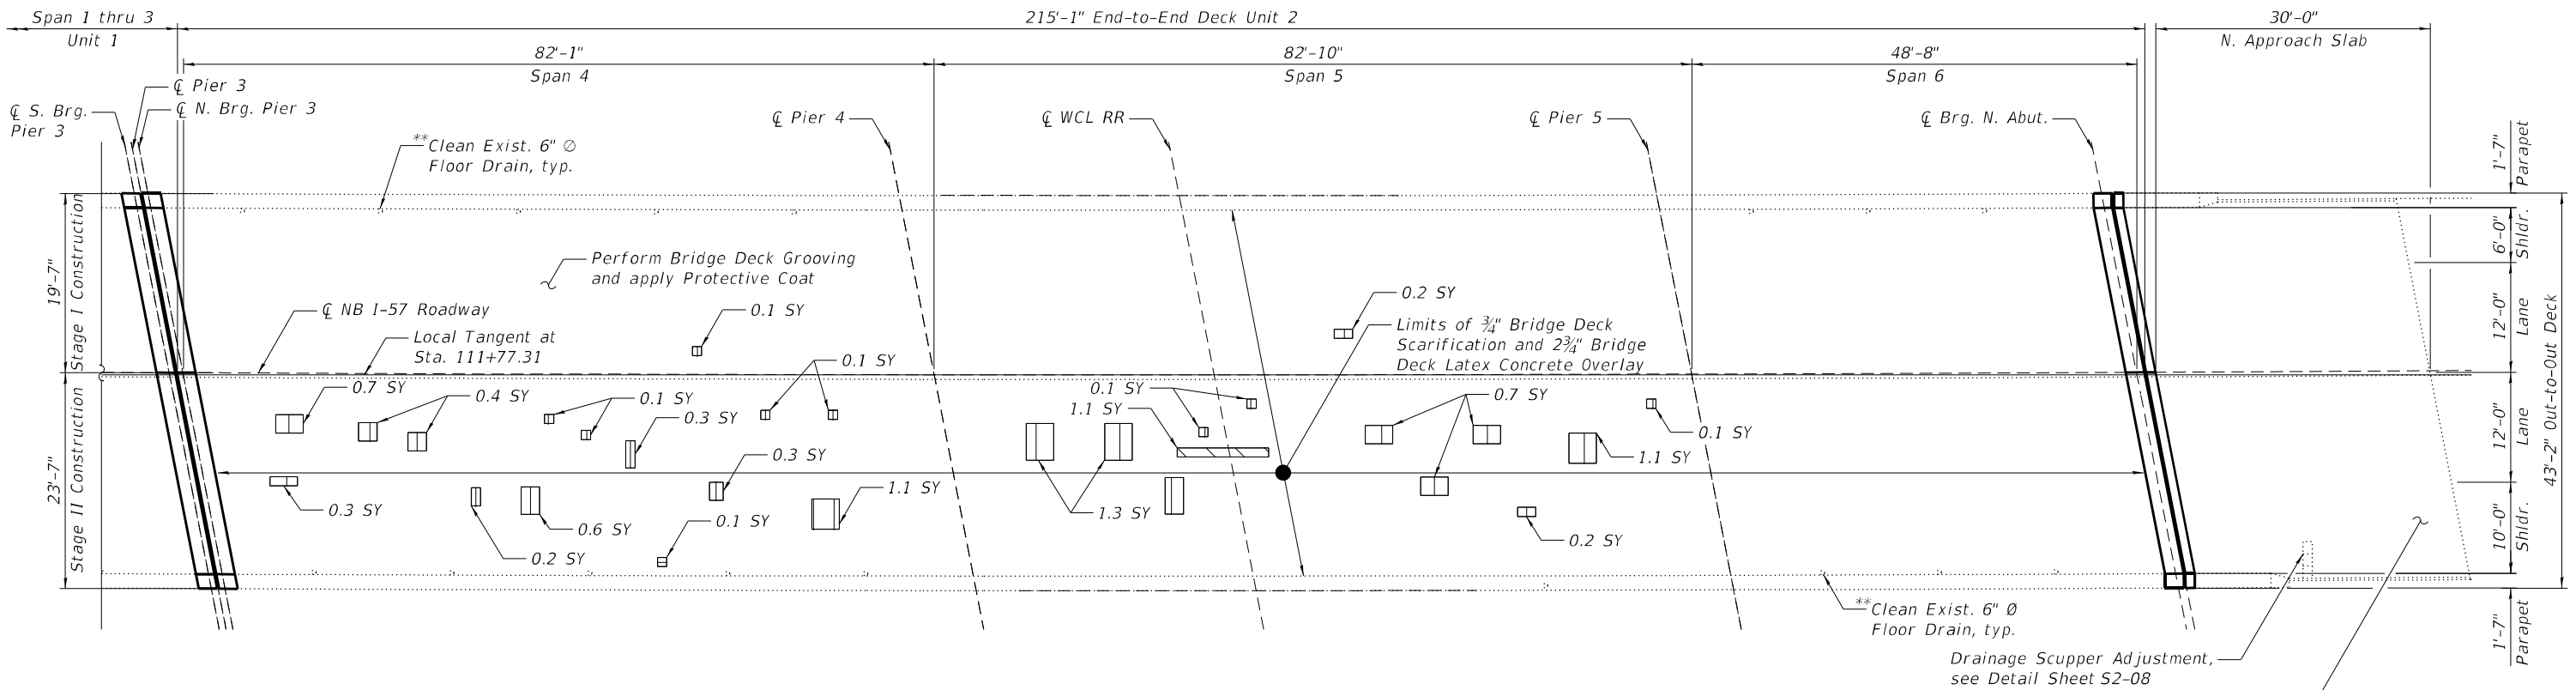 Span 1 thru 3
Unit 1
215'-1" End-to-End Deck Unit 2
30'-0"
N. Approach Slab
82'-1"
Span 4
82'-10"
Span 5
48'-8"
Span 6
℄ Pier 3
℄ N. Brg. Pier 3
℄ S. Brg.
Pier 3
℄ Pier 4
℄ WCL RR
℄ Pier 5
℄ Brg. N. Abut.
**Clean Exist. 6" ∅
Floor Drain, typ.
1'-7"
Parapet
19'-7"
Stage I Construction
Perform Bridge Deck Grooving
and apply Protective Coat
6'-0"
Shldr.
0.2 SY
0.1 SY
℄ NB I-57 Roadway
Local Tangent at
Sta. 111+77.31
Limits of ¾" Bridge Deck
Scarification and 2¾" Bridge
Deck Latex Concrete Overlay
12'-0"
Lane
0.1 SY
0.7 SY
0.4 SY
0.1 SY
0.3 SY
0.1 SY
1.1 SY
0.7 SY
0.1 SY
12'-0"
Lane
43'-2" Out-to-Out Deck
23'-7"
Stage II Construction
0.3 SY
1.1 SY
0.3 SY
1.1 SY
0.3 SY
0.6 SY
0.1 SY
1.3 SY
0.2 SY
0.2 SY
10'-0"
Shldr.
**Clean Exist. 6" Ø
Floor Drain, typ.
1'-7"
Parapet
Drainage Scupper Adjustment,
see Detail Sheet S2-08